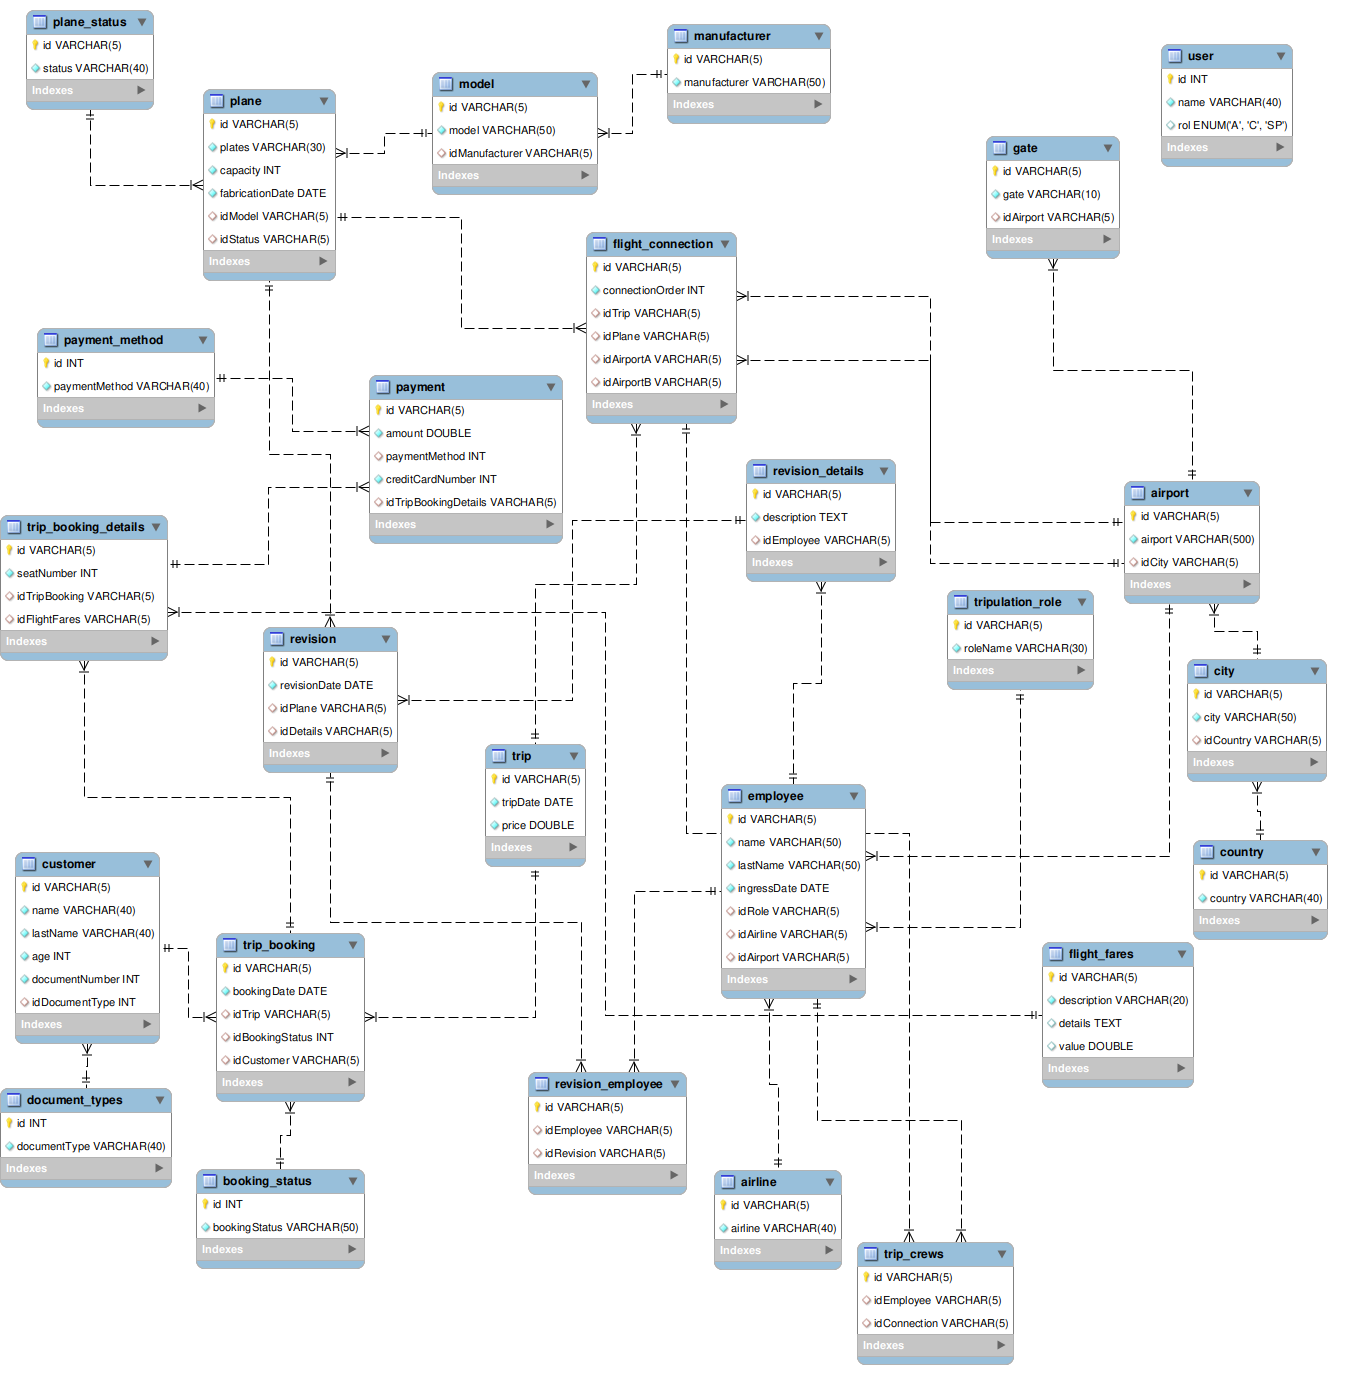 plane_status
id VARCHAR(5)
status VARCHAR(40)
Indexes
manufacturer
id VARCHAR(5)
manufacturer VARCHAR(50)
Indexes
user
id INT
name VARCHAR(40)
rol ENUM('A', 'C', 'SP')
Indexes
model
id VARCHAR(5)
model VARCHAR(50)
idManufacturer VARCHAR(5)
Indexes
plane
id VARCHAR(5)
plates VARCHAR(30)
capacity INT
fabricationDate DATE
idModel VARCHAR(5)
idStatus VARCHAR(5)
Indexes
gate
id VARCHAR(5)
gate VARCHAR(10)
idAirport VARCHAR(5)
Indexes
flight_connection
id VARCHAR(5)
connectionOrder INT
idTrip VARCHAR(5)
idPlane VARCHAR(5)
idAirportA VARCHAR(5)
idAirportB VARCHAR(5)
Indexes
payment_method
id INT
paymentMethod VARCHAR(40)
Indexes
payment
id VARCHAR(5)
amount DOUBLE
paymentMethod INT
creditCardNumber INT
idTripBookingDetails VARCHAR(5)
Indexes
revision_details
id VARCHAR(5)
description TEXT
idEmployee VARCHAR(5)
Indexes
airport
id VARCHAR(5)
airport VARCHAR(500)
idCity VARCHAR(5)
Indexes
trip_booking_details
id VARCHAR(5)
seatNumber INT
idTripBooking VARCHAR(5)
idFlightFares VARCHAR(5)
Indexes
tripulation_role
id VARCHAR(5)
roleName VARCHAR(30)
Indexes
revision
id VARCHAR(5)
revisionDate DATE
idPlane VARCHAR(5)
idDetails VARCHAR(5)
Indexes
city
id VARCHAR(5)
city VARCHAR(50)
idCountry VARCHAR(5)
Indexes
trip
id VARCHAR(5)
tripDate DATE
price DOUBLE
Indexes
employee
id VARCHAR(5)
name VARCHAR(50)
lastName VARCHAR(50)
ingressDate DATE
idRole VARCHAR(5)
idAirline VARCHAR(5)
idAirport VARCHAR(5)
Indexes
country
id VARCHAR(5)
country VARCHAR(40)
Indexes
customer
id VARCHAR(5)
name VARCHAR(40)
lastName VARCHAR(40)
age INT
documentNumber INT
idDocumentType INT
Indexes
trip_booking
id VARCHAR(5)
bookingDate DATE
idTrip VARCHAR(5)
idBookingStatus INT
idCustomer VARCHAR(5)
Indexes
flight_fares
id VARCHAR(5)
description VARCHAR(20)
details TEXT
value DOUBLE
Indexes
revision_employee
id VARCHAR(5)
idEmployee VARCHAR(5)
idRevision VARCHAR(5)
Indexes
document_types
id INT
documentType VARCHAR(40)
Indexes
booking_status
id INT
bookingStatus VARCHAR(50)
Indexes
airline
id VARCHAR(5)
airline VARCHAR(40)
Indexes
trip_crews
id VARCHAR(5)
idEmployee VARCHAR(5)
idConnection VARCHAR(5)
Indexes